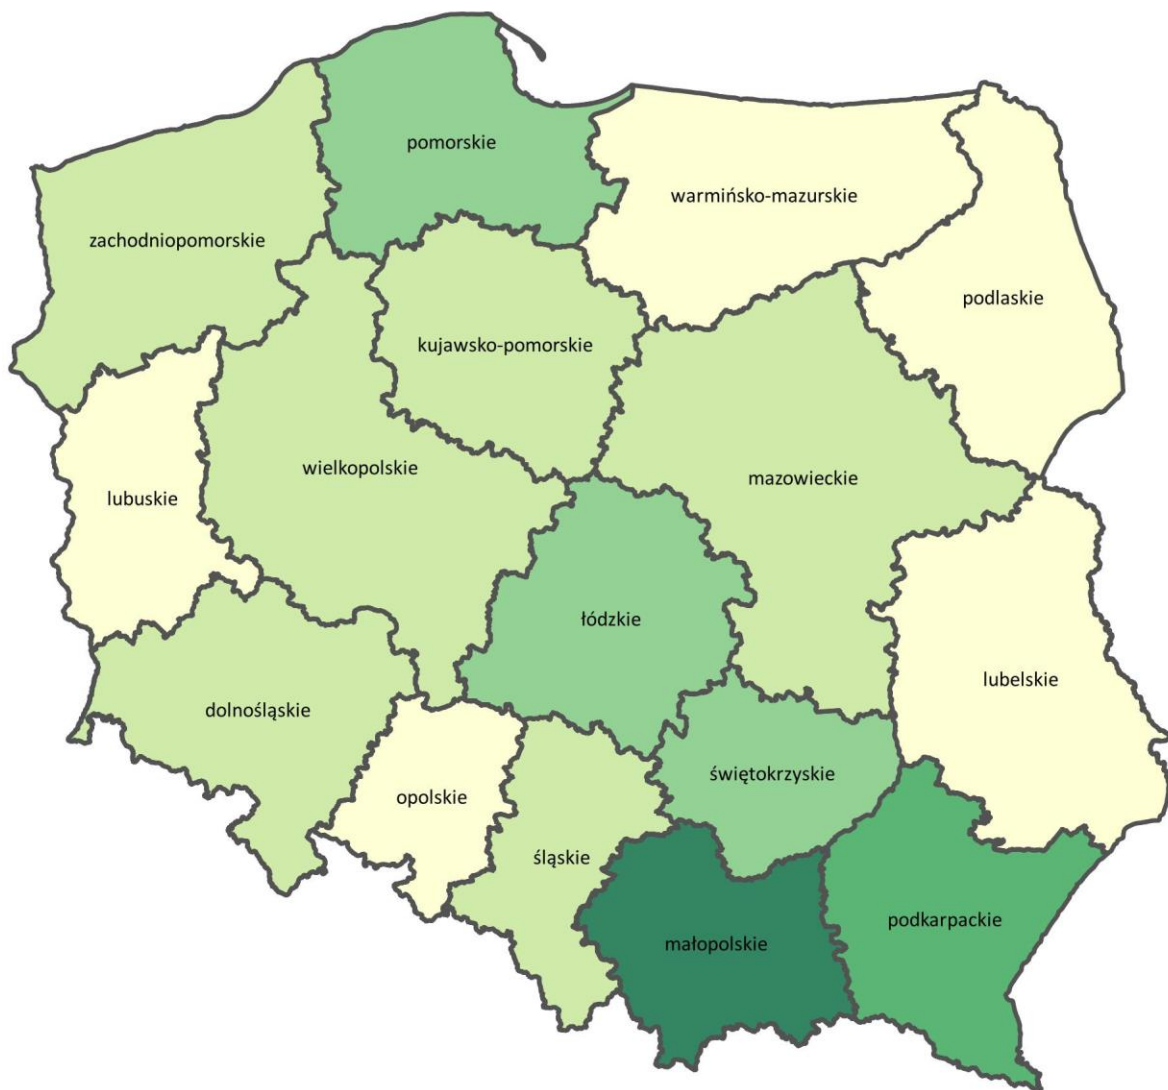 pomorskie
warmińsko-mazurskie
zachodniopomorskie
podlaskie
kujawsko-pomorskie
wielkopolskie
mazowieckie
lubuskie
łódzkie
lubelskie
dolnośląskie
świętokrzyskie
opolskie
śląskie
podkarpackie
małopolskie